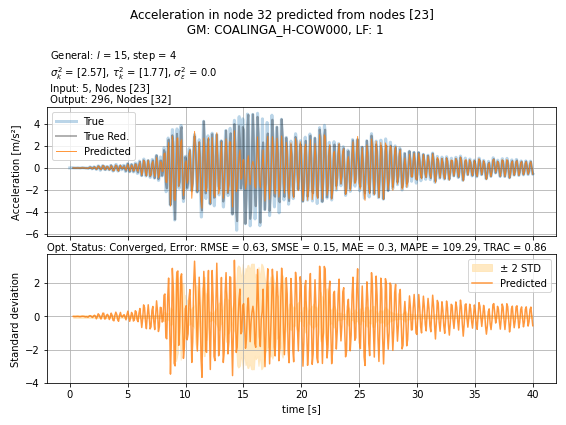 Acceleration in node 32 predicted from nodes [23]
GM: COALINGA_H-COW000, LF: 1
General: l = 15, step = 4
σ²ₖ = [2.57], τ²ₖ = [1.77], σ²ε = 0.0
Input: 5, Nodes [23]
Output: 296, Nodes [32]
Acceleration [m/s²]
4
2
0
−2
−4
−6
True
True Red.
Predicted
Opt. Status: Converged, Error: RMSE = 0.63, SMSE = 0.15, MAE = 0.3, MAPE = 109.29, TRAC = 0.86
Standard deviation
2
0
−2
−4
± 2 STD
Predicted
0 5 10 15 20 25 30 35 40
time [s]